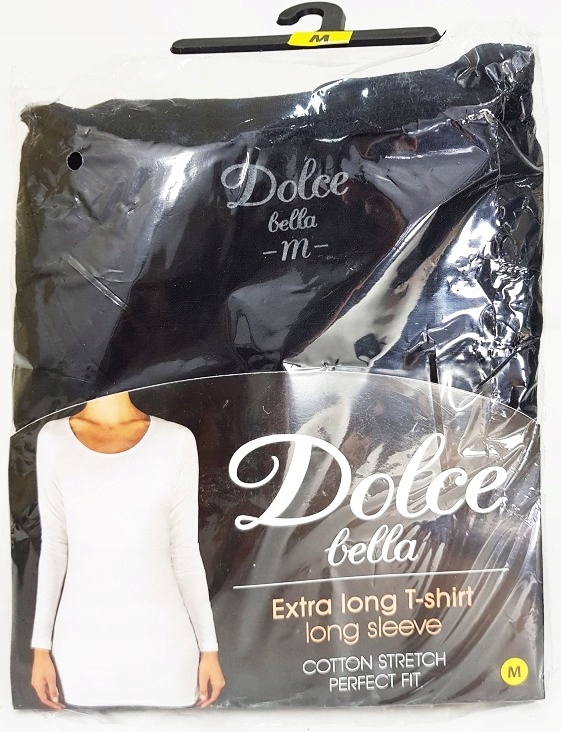 M
Dolce
bella
-m-
Dolce
bella
Extra long T-shirt
long sleeve
COTTON STRETCH
PERFECT FIT
M